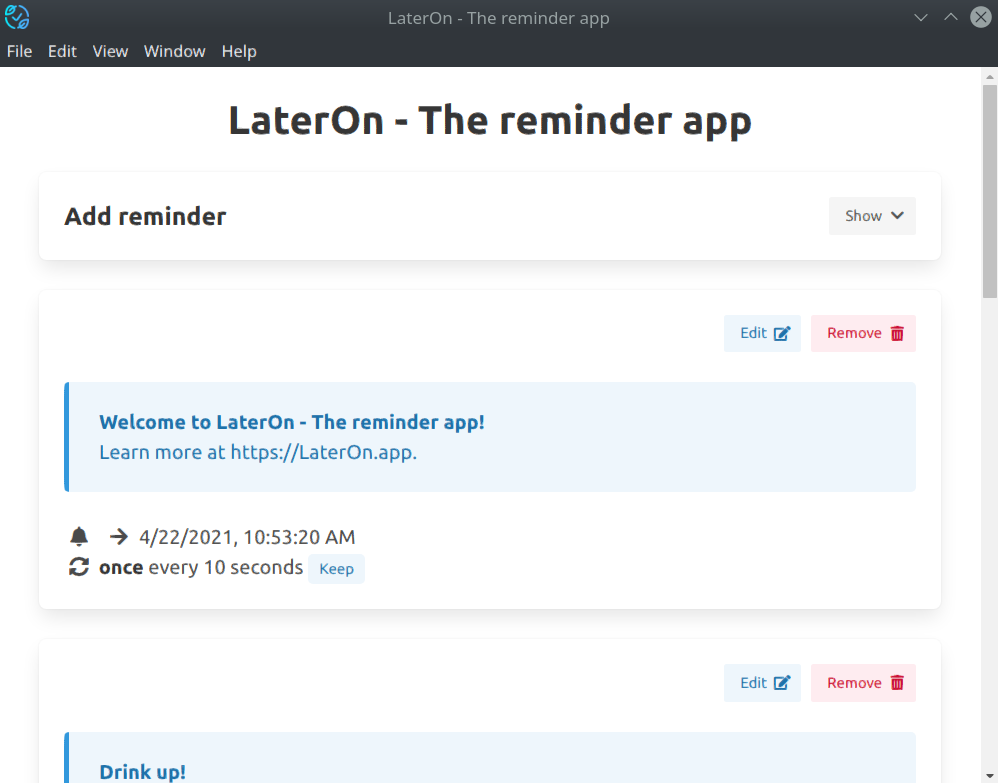 LaterOn - The reminder app
File Edit View Window Help
LaterOn - The reminder app
Add reminder Show
Edit Remove
Welcome to LaterOn - The reminder app!
Learn more at https://LaterOn.app.
4/22/2021, 10:53:20 AM
once every 10 seconds Keep
Edit Remove
Drink up!